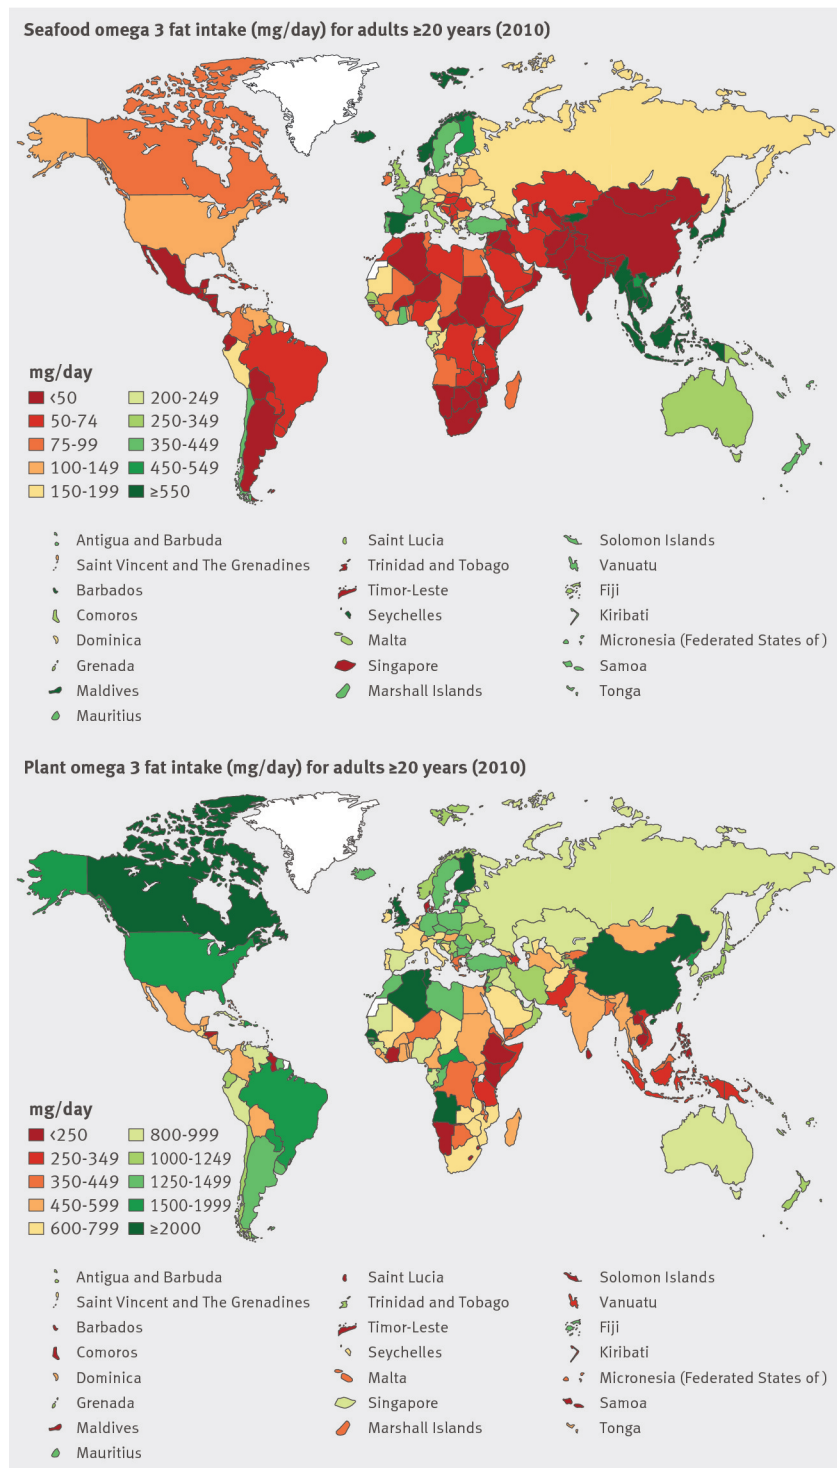 Seafood omega 3 fat intake (mg/day) for adults ≥20 years (2010)
mg/day
<50
50-74
75-99
100-149
150-199
200-249
250-349
350-449
450-549
≥550
Antigua and Barbuda
Saint Vincent and The Grenadines
Barbados
Comoros
Dominica
Grenada
Maldives
Mauritius
Saint Lucia
Trinidad and Tobago
Timor-Leste
Seychelles
Malta
Singapore
Marshall Islands
Solomon Islands
Vanuatu
Fiji
Kiribati
Micronesia (Federated States of )
Samoa
Tonga
Plant omega 3 fat intake (mg/day) for adults ≥20 years (2010)
mg/day
<250
250-349
350-449
450-599
600-799
800-999
1000-1249
1250-1499
1500-1999
≥2000
Antigua and Barbuda
Saint Vincent and The Grenadines
Barbados
Comoros
Dominica
Grenada
Maldives
Mauritius
Saint Lucia
Trinidad and Tobago
Timor-Leste
Seychelles
Malta
Singapore
Marshall Islands
Solomon Islands
Vanuatu
Fiji
Kiribati
Micronesia (Federated States of )
Samoa
Tonga